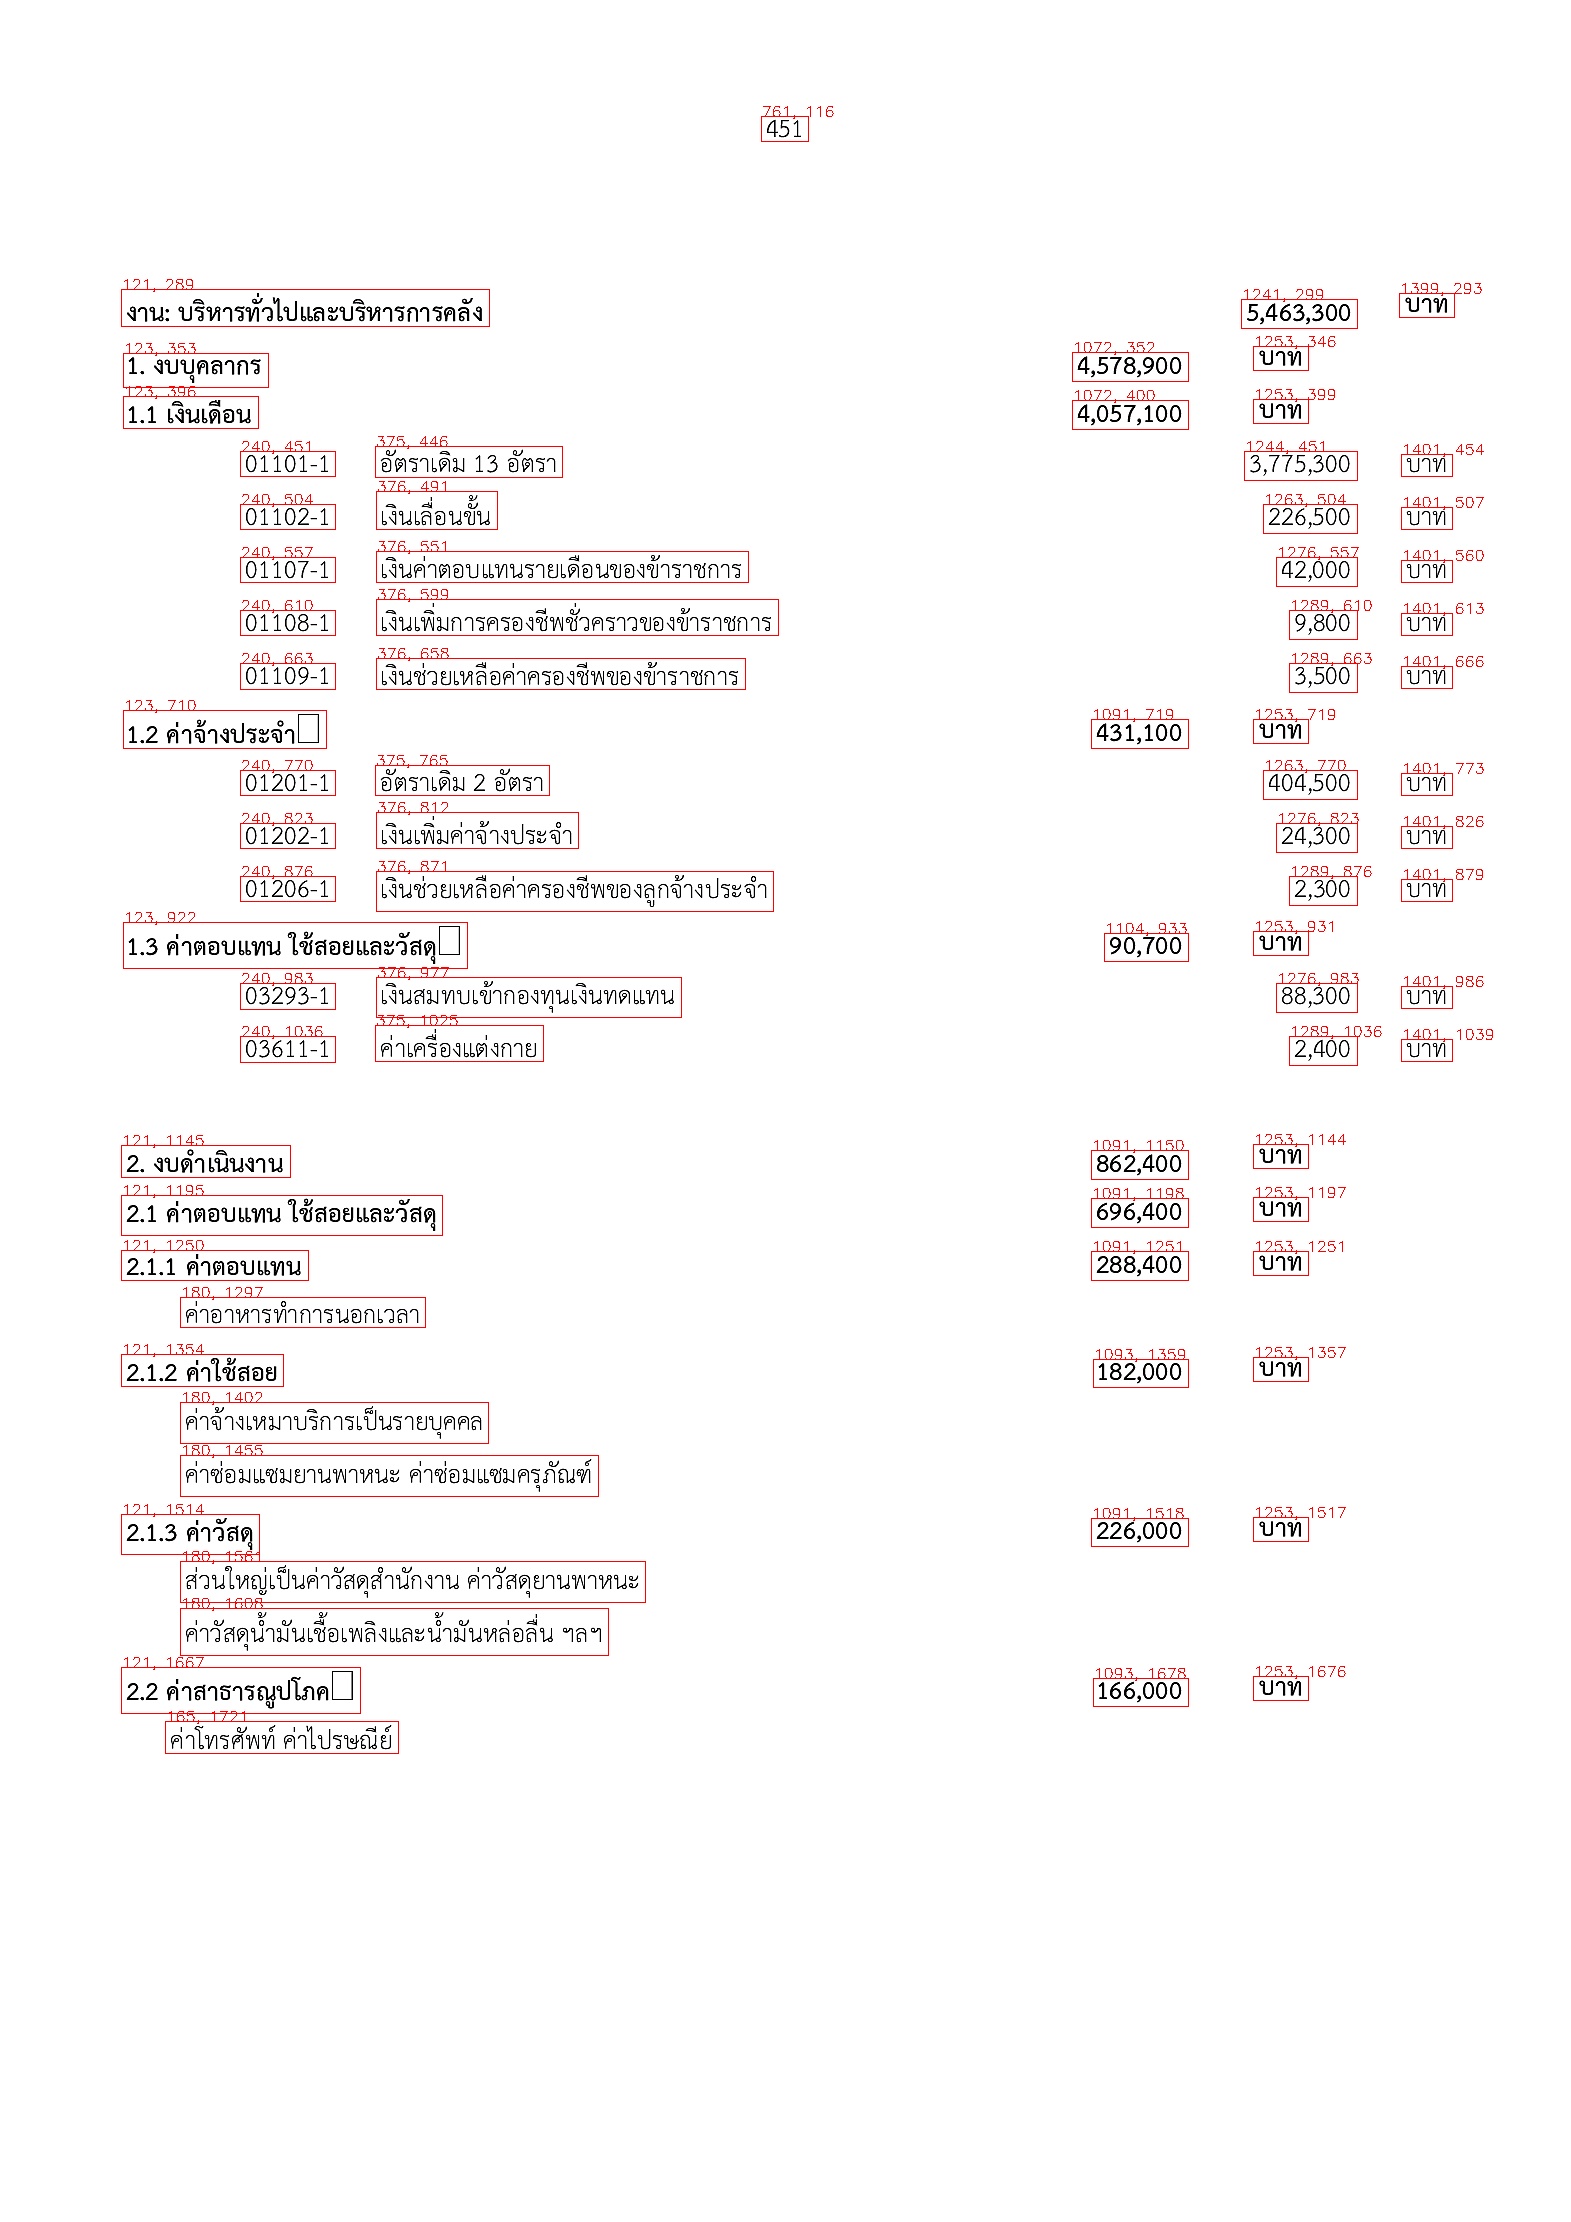 761, 116
451
121, 289 1241, 299 1399, 293
งาน: บริหารทั่วไปและบริหารการคลัง 5,463,300 บาท
123, 353 1072, 352 1253, 346
1. งบบุคลากร 4,578,900 บาท
123, 396 1072, 400 1253, 399
1.1 เงินเดือน 4,057,100 บาท
240, 451 375, 446 1244, 451 1401, 454
01101-1 อัตราเดิม 13 อัตรา 3,775,300 บาท
240, 504 376, 491 1263, 504 1401, 507
01102-1 เงินเลื่อนขั้น 226,500 บาท
240, 557 376, 551 1276, 557 1401, 560
01107-1 เงินค่าตอบแทนรายเดือนของข้าราชการ 42,000 บาท
240, 610 376, 599 1289, 610 1401, 613
01108-1 เงินเพิ่มการครองชีพชั่วคราวของข้าราชการ 9,800 บาท
240, 663 376, 658 1289, 663 1401, 666
01109-1 เงินช่วยเหลือค่าครองชีพของข้าราชการ 3,500 บาท
123, 710 1091, 719 1253, 719
1.2 ค่าจ้างประจำ 431,100 บาท
240, 770 375, 765 1263, 770 1401, 773
01201-1 อัตราเดิม 2 อัตรา 404,500 บาท
240, 823 376, 812 1276, 823 1401, 826
01202-1 เงินเพิ่มค่าจ้างประจำ 24,300 บาท
240, 876 376, 871 1289, 876 1401, 879
01206-1 เงินช่วยเหลือค่าครองชีพของลูกจ้างประจำ 2,300 บาท
123, 922 1104, 933 1253, 931
1.3 ค่าตอบแทน ใช้สอยและวัสดุ 90,700 บาท
240, 983 376, 977 1276, 983 1401, 986
03293-1 เงินสมทบเข้ากองทุนเงินทดแทน 88,300 บาท
240, 1036 375, 1025 1289, 1036 1401, 1039
03611-1 ค่าเครื่องแต่งกาย 2,400 บาท
121, 1145 1091, 1150 1253, 1144
2. งบดำเนินงาน 862,400 บาท
121, 1195 1091, 1198 1253, 1197
2.1 ค่าตอบแทน ใช้สอยและวัสดุ 696,400 บาท
121, 1250 1091, 1251 1253, 1251
2.1.1 ค่าตอบแทน 288,400 บาท
180, 1297
ค่าอาหารทำการนอกเวลา
121, 1354 1093, 1359 1253, 1357
2.1.2 ค่าใช้สอย 182,000 บาท
180, 1402
ค่าจ้างเหมาบริการเป็นรายบุคคล
180, 1455
ค่าซ่อมแซมยานพาหนะ ค่าซ่อมแซมครุภัณฑ์
121, 1514 1091, 1518 1253, 1517
2.1.3 ค่าวัสดุ 226,000 บาท
180, 1561
ส่วนใหญ่เป็นค่าวัสดุสำนักงาน ค่าวัสดุยานพาหนะ
180, 1608
ค่าวัสดุน้ำมันเชื้อเพลิงและน้ำมันหล่อลื่น ฯลฯ
121, 1667 1093, 1678 1253, 1676
2.2 ค่าสาธารณูปโภค 166,000 บาท
165, 1721
ค่าโทรศัพท์ ค่าไปรษณีย์